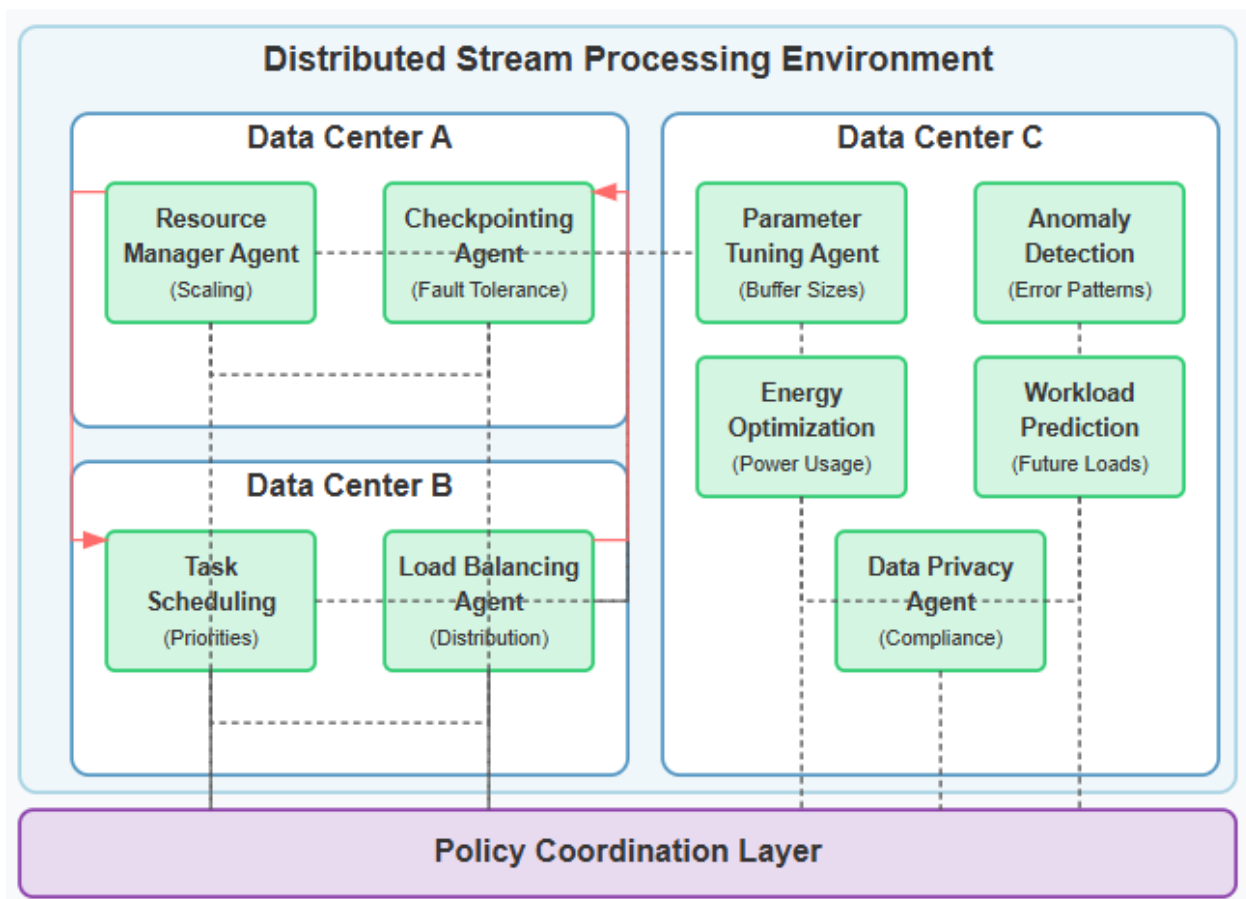 Distributed Stream Processing Environment
Data Center A
Resource
Manager Agent
(Scaling)
Checkpointing
Agent
(Fault Tolerance)
Data Center B
Task
Scheduling
(Priorities)
Load Balancing
Agent
(Distribution)
Data Center C
Parameter
Tuning Agent
(Buffer Sizes)
Anomaly
Detection
(Error Patterns)
Energy
Optimization
(Power Usage)
Workload
Prediction
(Future Loads)
Data Privacy
Agent
(Compliance)
Policy Coordination Layer